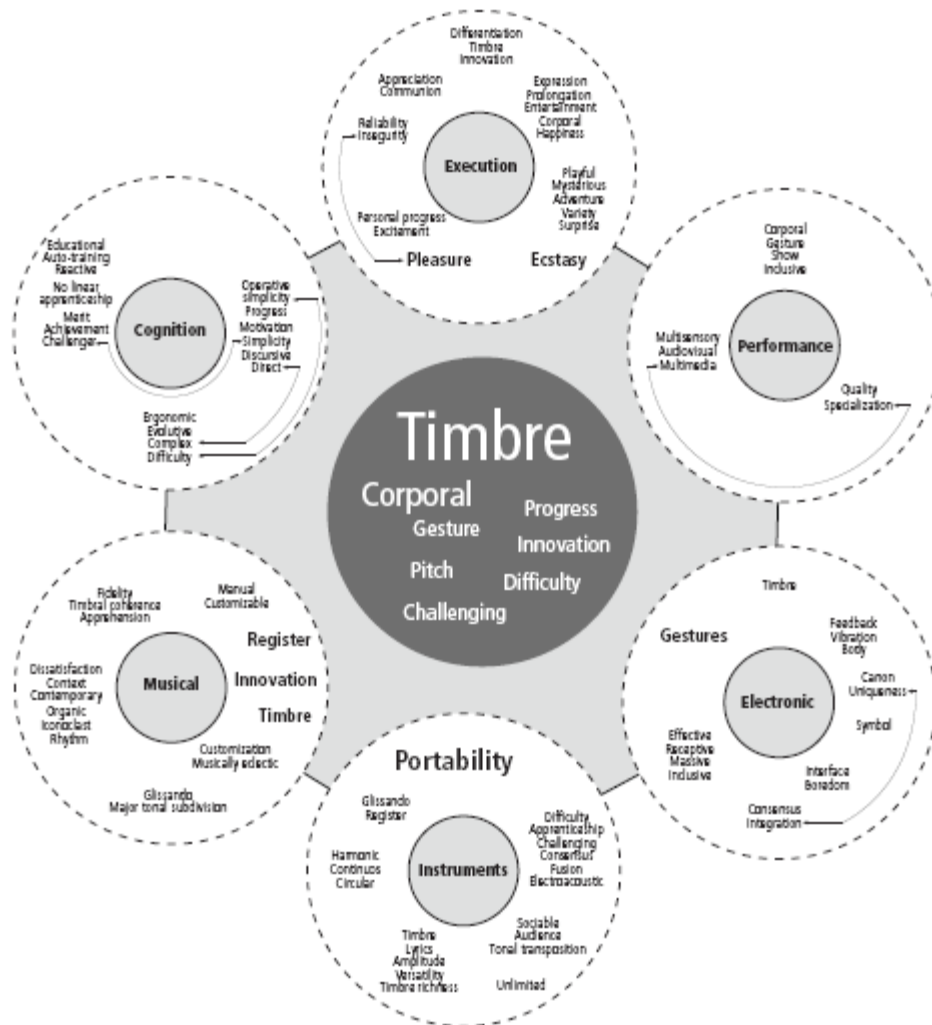 Differentiation
Timbre
Innovation
Appreciation
Communion
Expression
Prolongation
Entertainment
Corporal
Happiness
Reliability
Insegurity
Execution
Playful
Mysterious
Adventure
Variety
Surprise
Personal progress
Excitement
Pleasure
Ecstasy
Corporal
Gesture
Show
Inclusive
Multisensory
Audiovisual
Multimedia
Performance
Quality
Specialization
Educational
Auto-training
Reactive
No linear
apprenticeship
Merit
Achievement
Challenger
Cognition
Operative
simplicity
Progress
Motivation
Simplicity
Discursive
Direct
Ergonomic
Evolutive
Complex
Difficulty
Timbre
Corporal
Gesture
Progress
Innovation
Pitch
Difficulty
Challenging
Fidelity
Timbral coherence
Apprehension
Manual
Customizable
Register
Dissatisfaction
Context
Contemporary
Organic
Iconoclast
Rhythm
Musical
Innovation
Timbre
Customization
Musically eclectic
Glissando
Major tonal subdivision
Timbre
Gestures
Feedback
Vibration
Body
Canon
Uniqueness
Electronic
Symbol
Effective
Receptive
Massive
Inclusive
Interface
Boredom
Consensus
Integration
Portability
Glissando
Register
Difficulty
Apprenticeship
Challenging
Consensus
Fusion
Electroacoustic
Harmonic
Continuos
Circular
Instruments
Sociable
Audience
Tonal transposition
Timbre
Lyrics
Amplitude
Versatility
Timbre richness
Unlimited